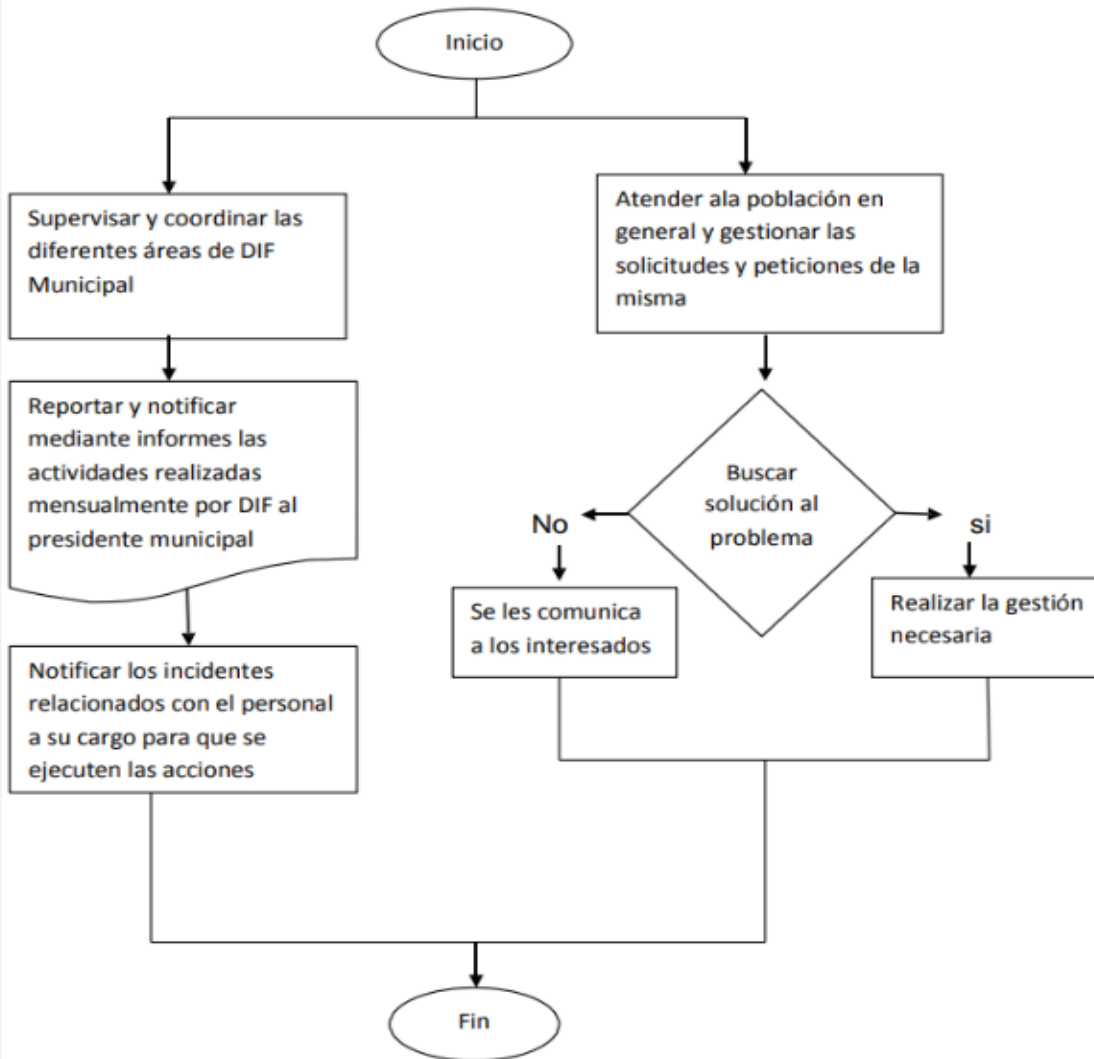 Inicio
Supervisar y coordinar las
diferentes áreas de DIF
Municipal
Reportar y notificar
mediante informes las
actividades realizadas
mensualmente por DIF al
presidente municipal
Notificar los incidentes
relacionados con el personal
a su cargo para que se
ejecuten las acciones
Atender ala población en
general y gestionar las
solicitudes y peticiones de la
misma
Buscar
solución al
problema
No
si
Se les comunica
a los interesados
Realizar la gestión
necesaria
Fin